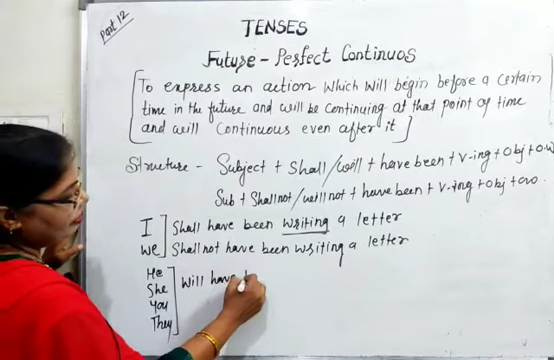 Part 12
TENSES
Future - Perfect Continuos
[To express an action which will begin before a certain
time in the future and will be continuing at that point of time
and will Continuous even after it]
Structure - Subject + Shall/will + have been + v-ing + Obj + o.w
Sub + Shall not/will not + have been + v-ing + obj + ow.
I ] Shall have been writing a letter
We ] Shall not have been writing a letter
He
She ] will have
You
They